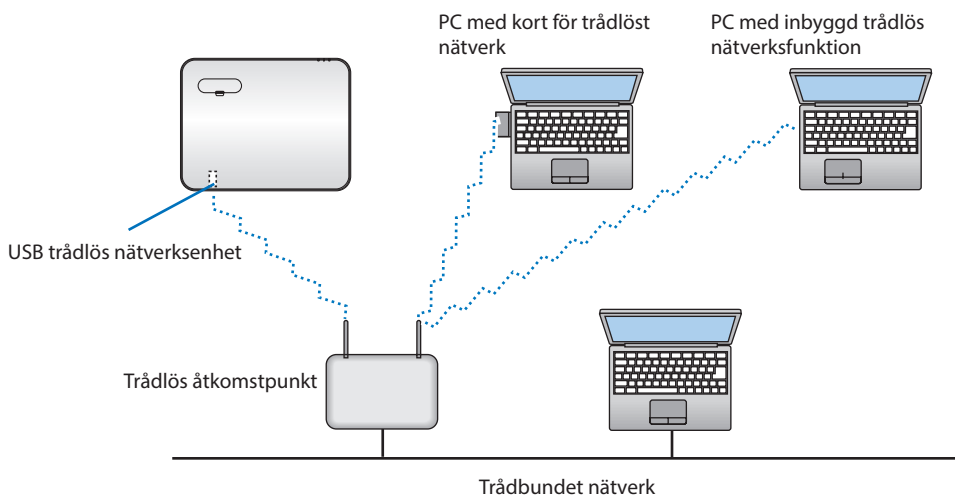 PC med kort för trådlöst
nätverk
PC med inbyggd trådlös
nätverksfunktion
USB trådlös nätverksenhet
Trådlös åtkomstpunkt
Trådbundet nätverk